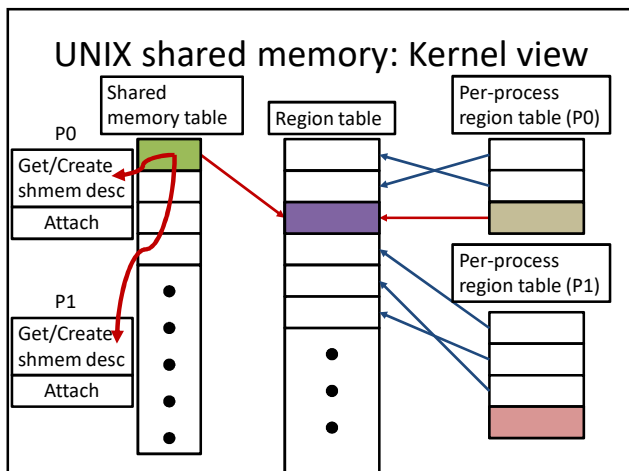 UNIX shared memory: Kernel view
Shared
memory table
Region table
Per-process
region table (P0)
P0
Get/Create
shmem desc
Attach
Per-process
region table (P1)
P1
Get/Create
shmem desc
Attach